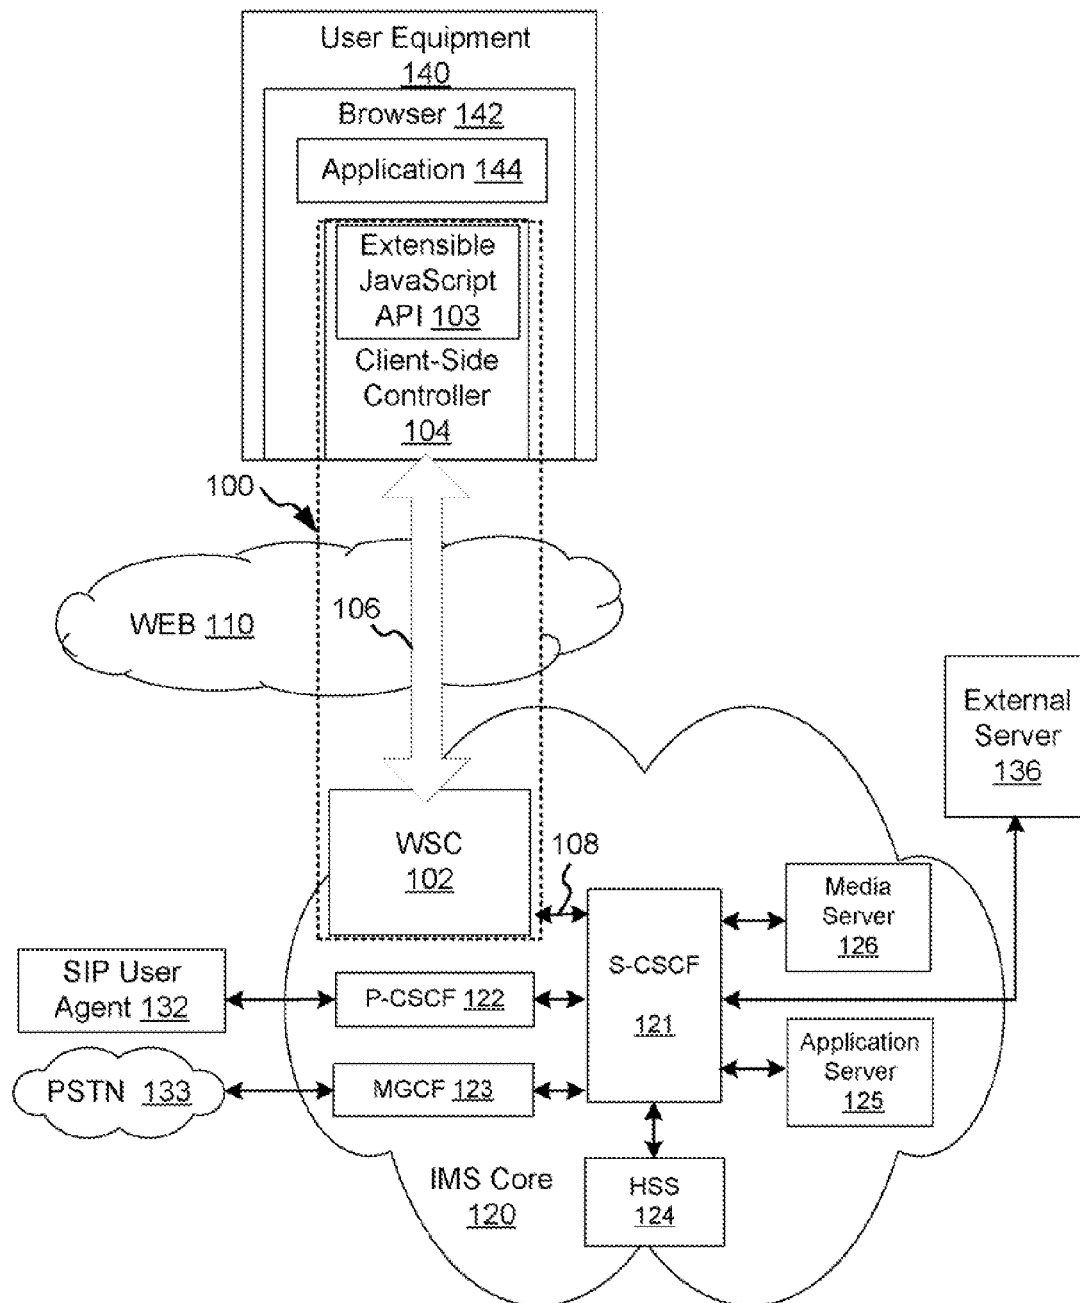 User Equipment
140
Browser 142
Application 144
Extensible
JavaScript
API 103
Client-Side
Controller
104
100
WEB 110
106
External
Server
136
WSC
102
108
Media
Server
126
S-CSCF
121
SIP User
Agent 132
P-CSCF 122
Application
Server
125
PSTN 133
MGCF 123
IMS Core
120
HSS
124